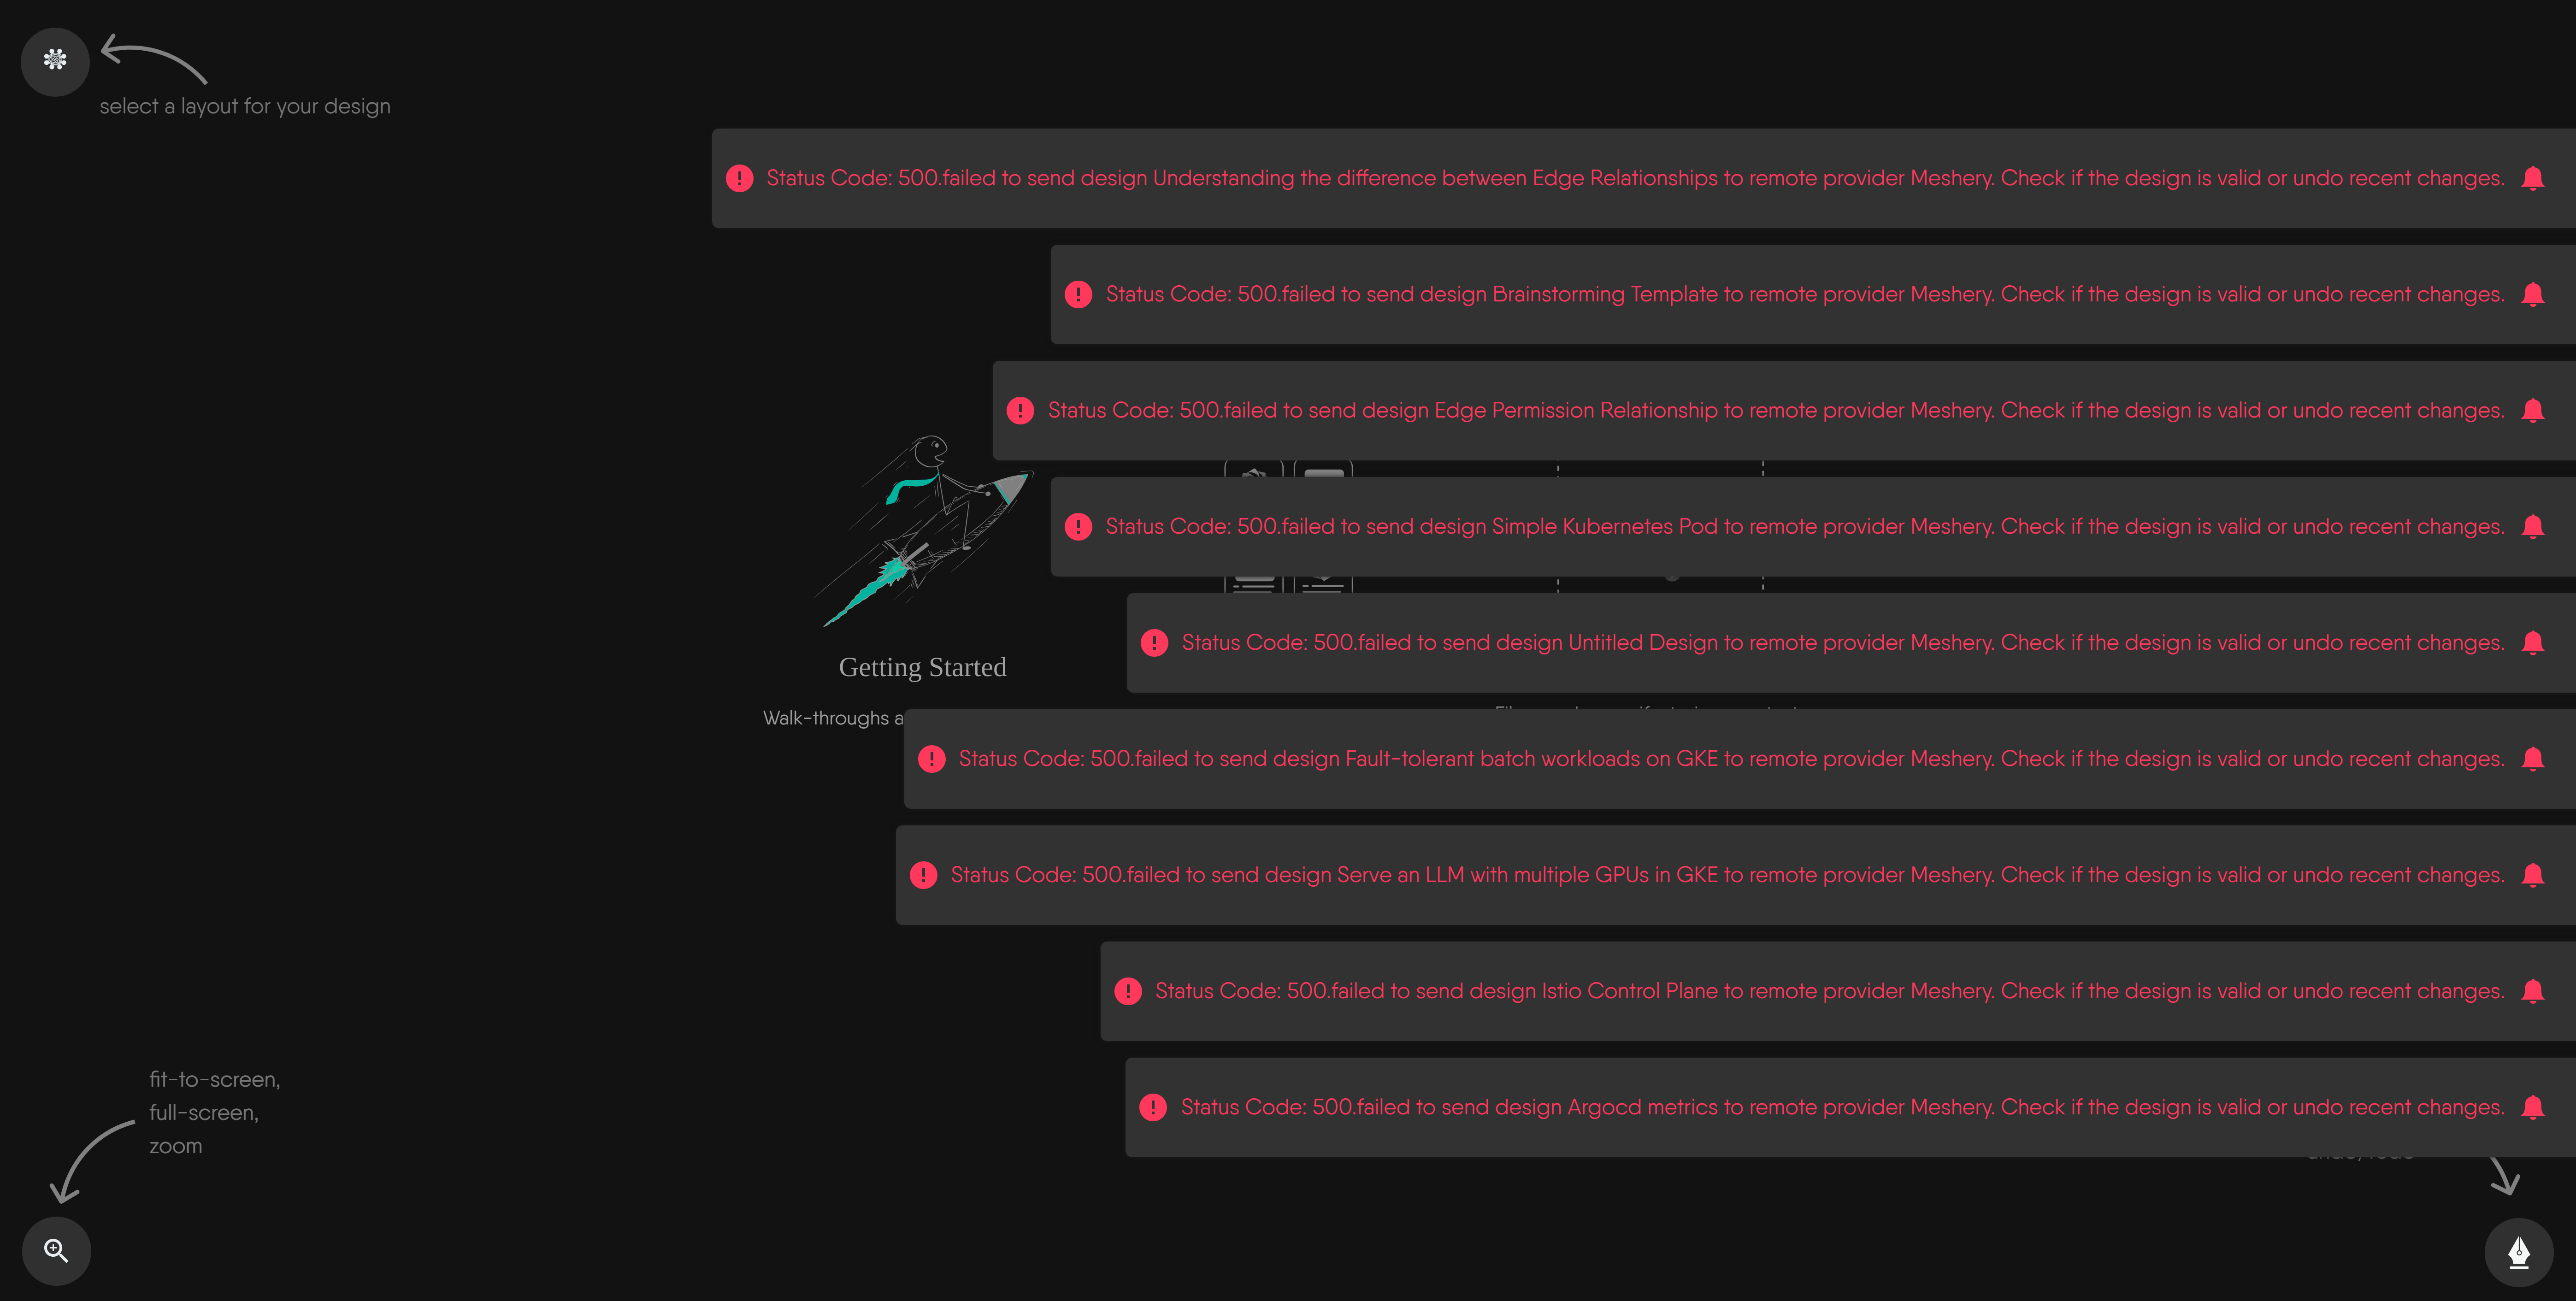 select a layout for your design
Status Code: 500.failed to send design Understanding the difference between Edge Relationships to remote provider Meshery. Check if the design is valid or undo recent changes.
Status Code: 500.failed to send design Brainstorming Template to remote provider Meshery. Check if the design is valid or undo recent changes.
Status Code: 500.failed to send design Edge Permission Relationship to remote provider Meshery. Check if the design is valid or undo recent changes.
Status Code: 500.failed to send design Simple Kubernetes Pod to remote provider Meshery. Check if the design is valid or undo recent changes.
Status Code: 500.failed to send design Untitled Design to remote provider Meshery. Check if the design is valid or undo recent changes.
Getting Started
Walk-throughs a
Status Code: 500.failed to send design Fault-tolerant batch workloads on GKE to remote provider Meshery. Check if the design is valid or undo recent changes.
Status Code: 500.failed to send design Serve an LLM with multiple GPUs in GKE to remote provider Meshery. Check if the design is valid or undo recent changes.
Status Code: 500.failed to send design Istio Control Plane to remote provider Meshery. Check if the design is valid or undo recent changes.
Status Code: 500.failed to send design Argocd metrics to remote provider Meshery. Check if the design is valid or undo recent changes.
fit-to-screen,
full-screen,
zoom